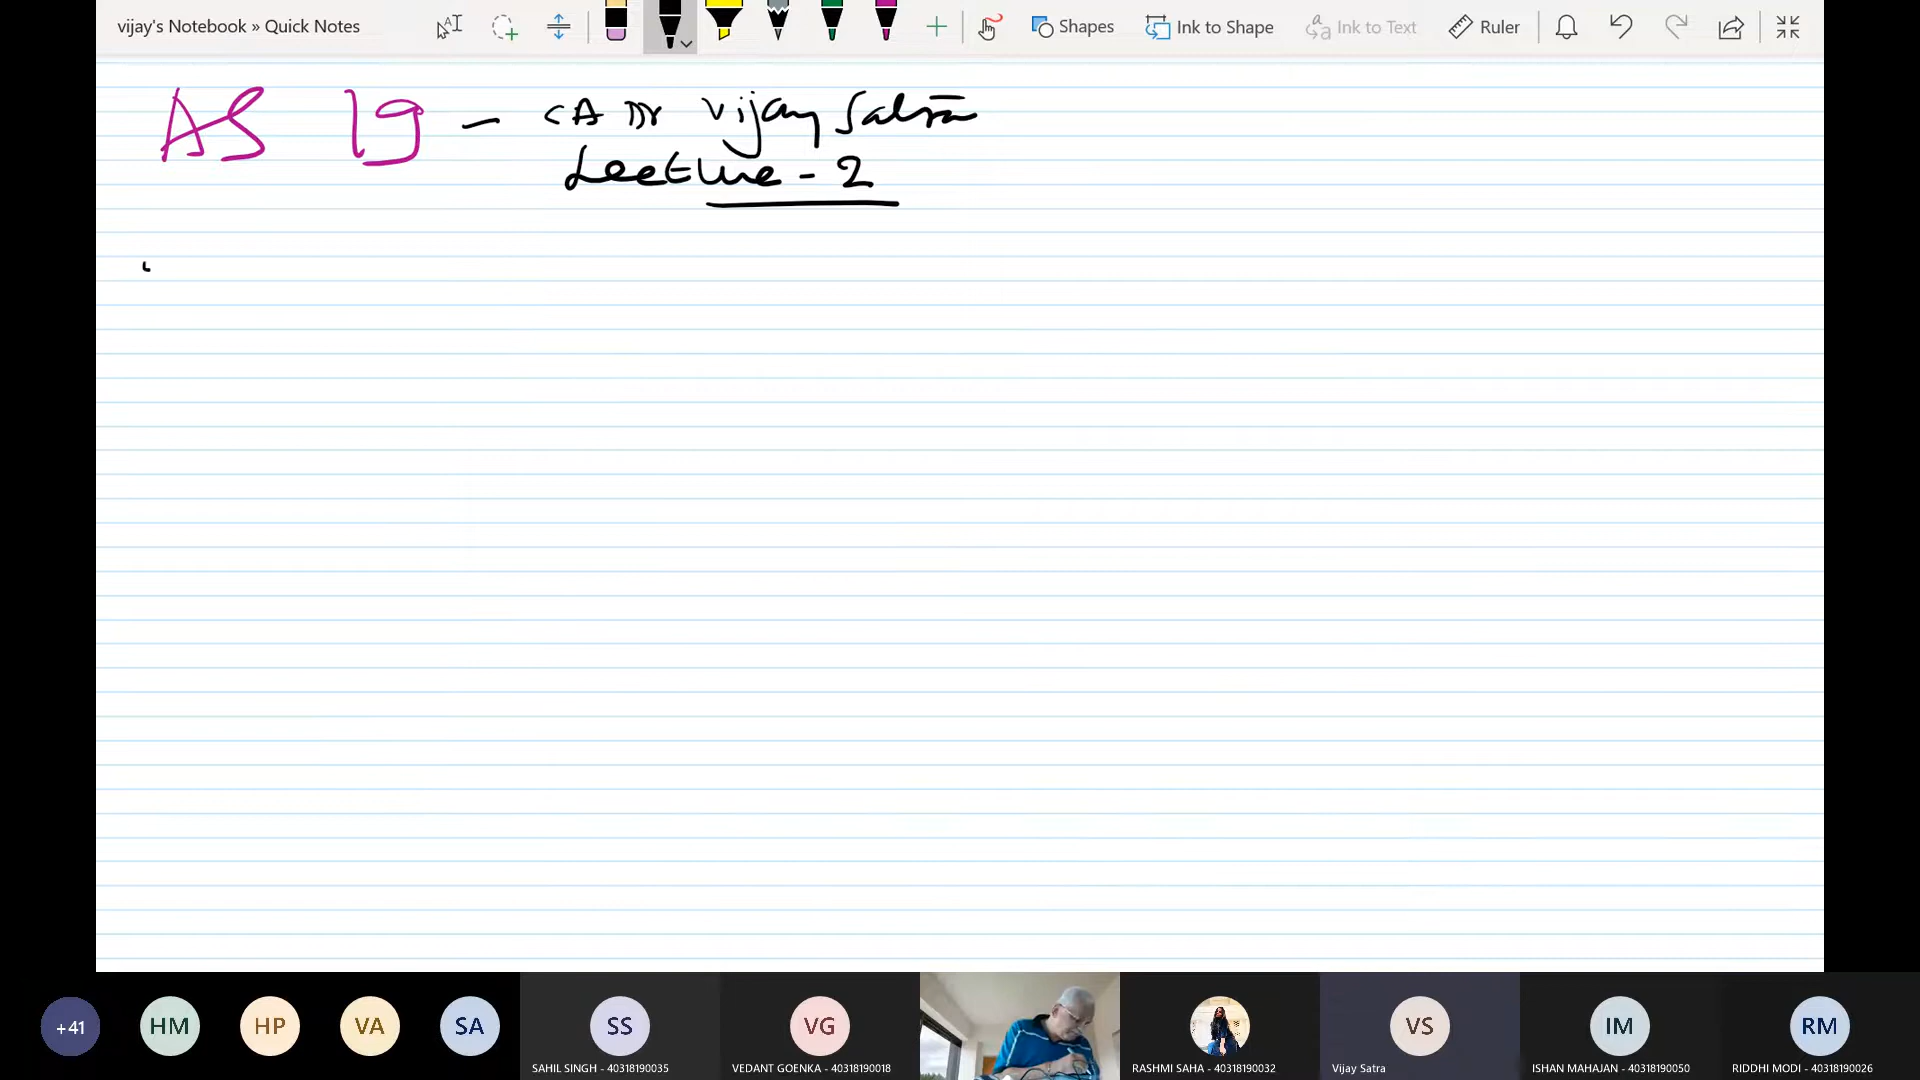 vijay's Notebook » Quick Notes Shapes Ink to Shape Ink to Text Ruler
AS 19 - CA Dr Vijay Satra
Lecture - 2
+41 HM HP VA SA SS VG VS IM RM
SAHIL SINGH - 40318190035 VEDANT GOENKA - 40318190018 RASHMI SAHA - 40318190032 Vijay Satra ISHAN MAHAJAN - 40318190050 RIDDHI MODI - 40318190026